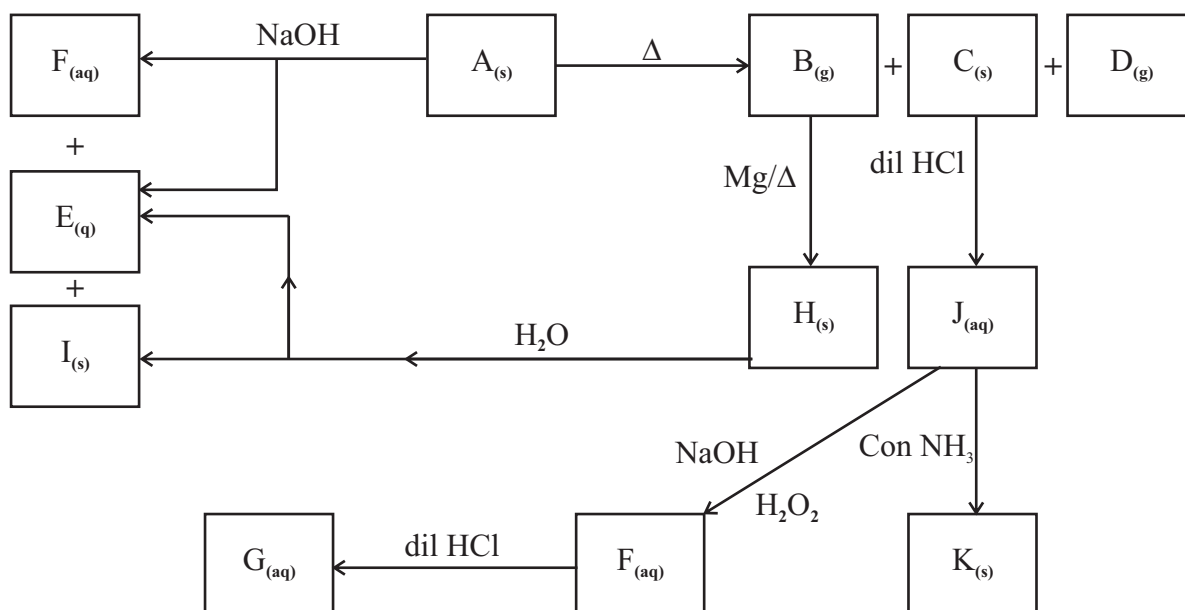 NaOH
F(aq)
A(s)
Δ
B(g)
+
C(s)
+
D(g)
+
E(q)
+
I(s)
Mg/Δ
dil HCl
H(s)
J(aq)
H2O
NaOH
H2O2
Con NH3
G(aq)
dil HCl
F(aq)
K(s)